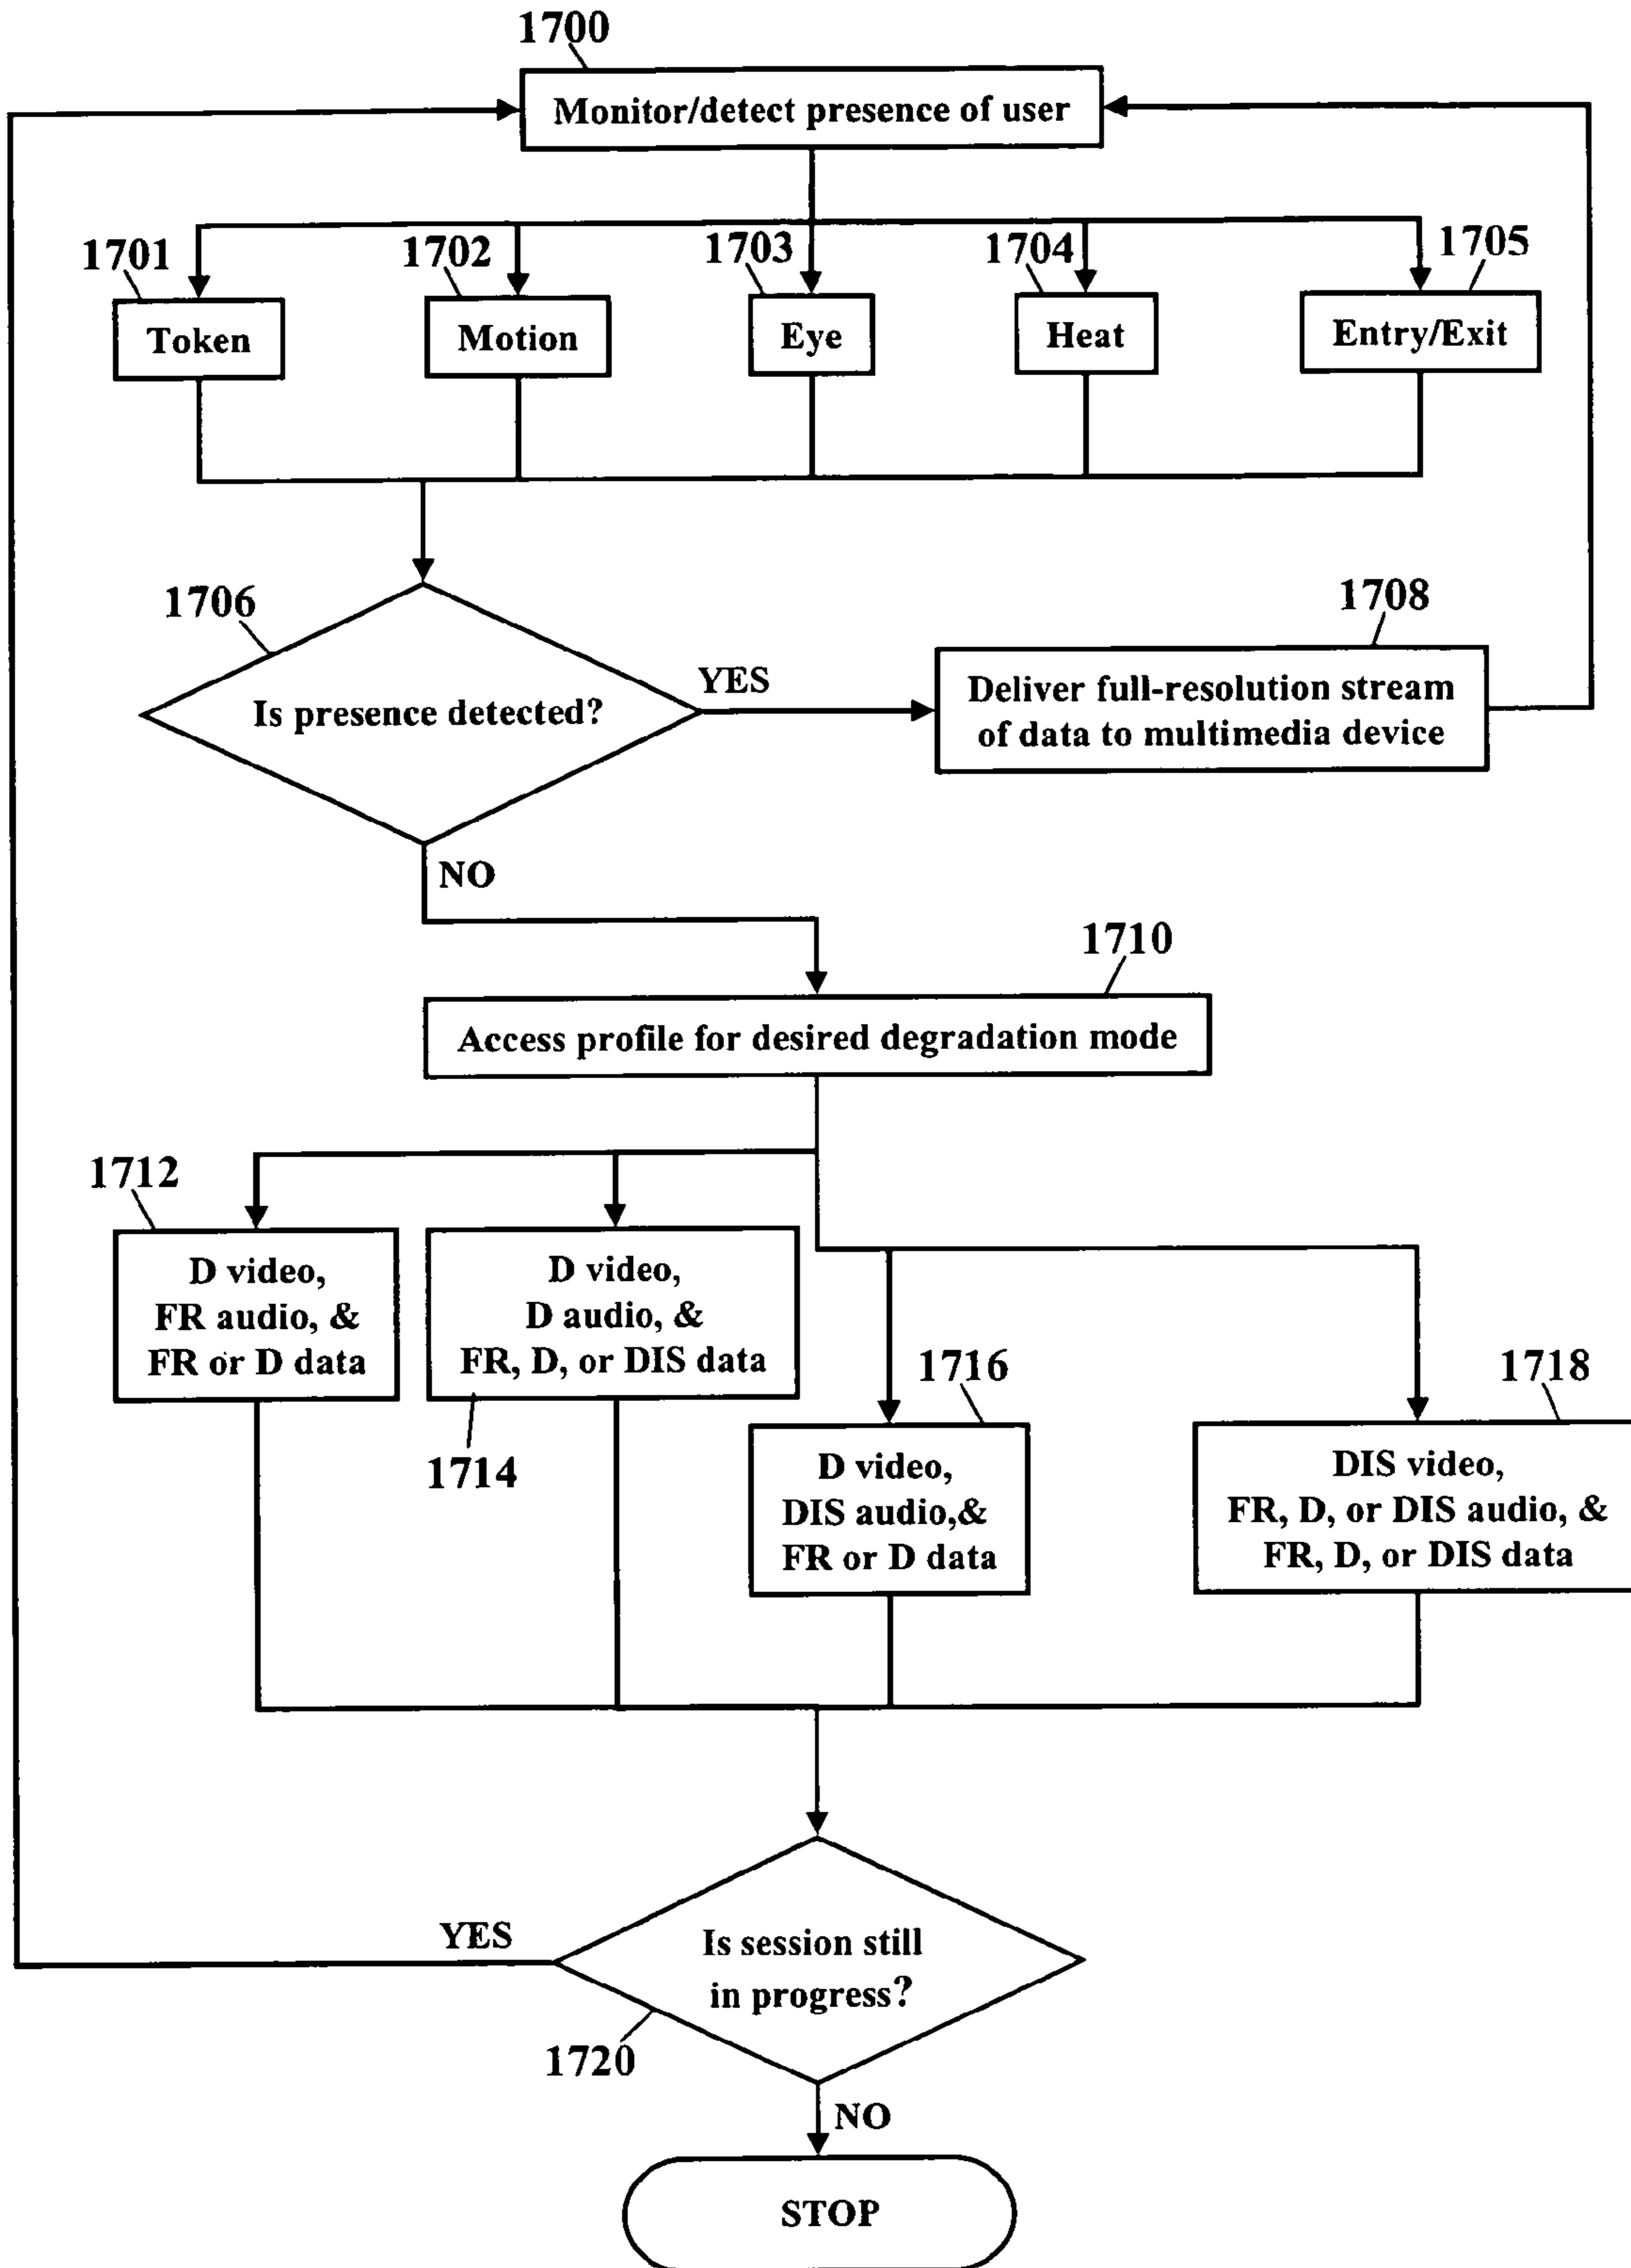 1700
Monitor/detect presence of user
1701
1702
1703
1704
1705
Token
Motion
Eye
Heat
Entry/Exit
1706
1708
Is presence detected?
YES
Deliver full-resolution stream
of data to multimedia device
NO
1710
Access profile for desired degradation mode
1712
D video,
FR audio, &
FR or D data
D video,
D audio, &
FR, D, or DIS data
1714
1716
D video,
DIS audio,&
FR or D data
1718
DIS video,
FR, D, or DIS audio, &
FR, D, or DIS data
YES
Is session still
in progress?
1720
NO
STOP